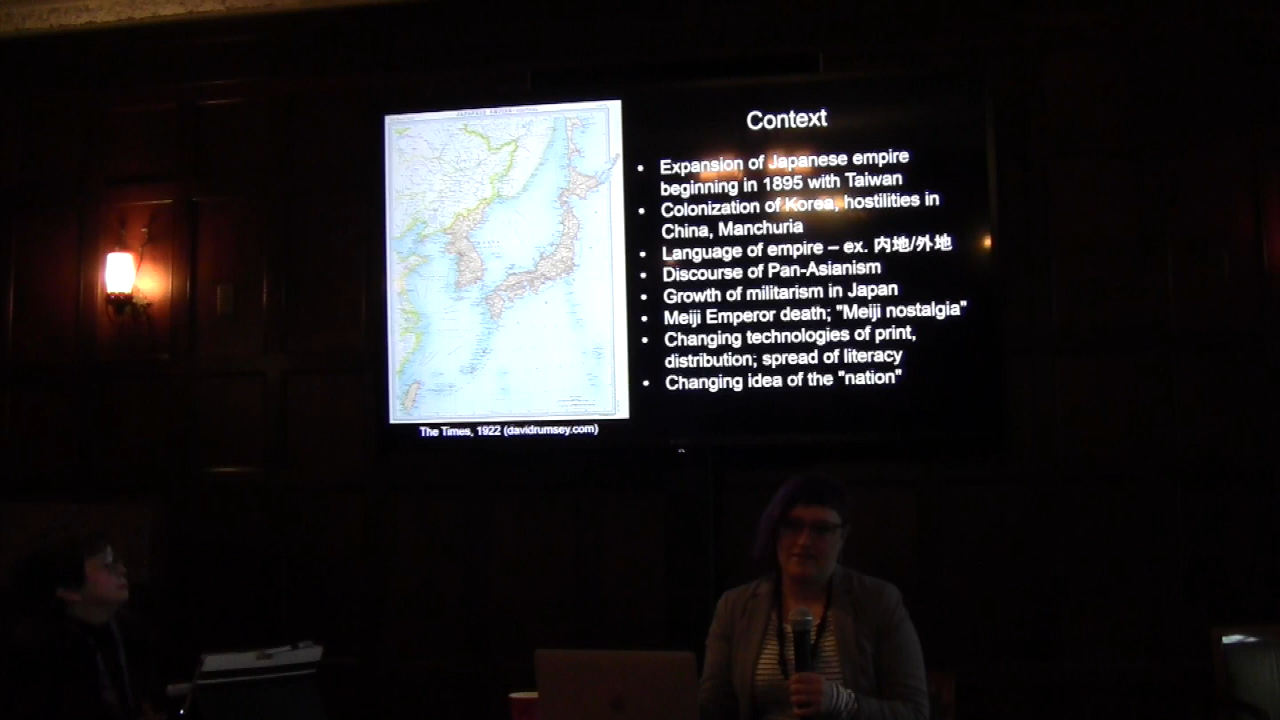 Context
• Expansion of Japanese empire
beginning in 1895 with Taiwan
• Colonization of Korea, hostilities in
China, Manchuria
• Language of empire – ex. 内地/外地
• Discourse of Pan-Asianism
• Growth of militarism in Japan
• Meiji Emperor death; "Meiji nostalgia"
• Changing technologies of print,
distribution; spread of literacy
• Changing idea of the "nation"
The Times, 1922 (davidrumsey.com)